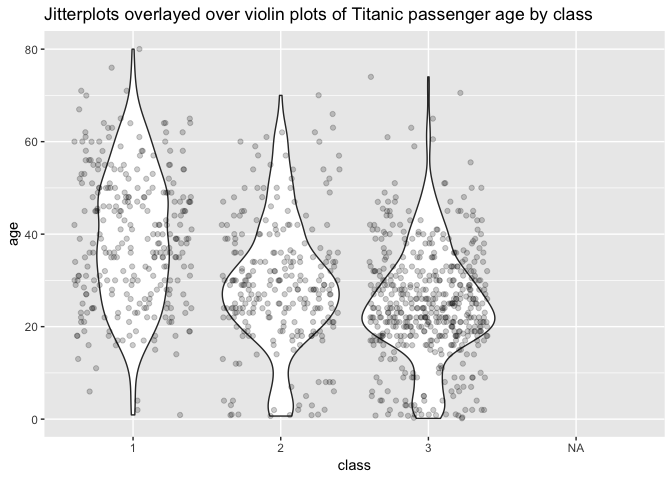 Jitterplots overlayed over violin plots of Titanic passenger age by class
80
60
40
20
0
age
1 2 3 NA
class